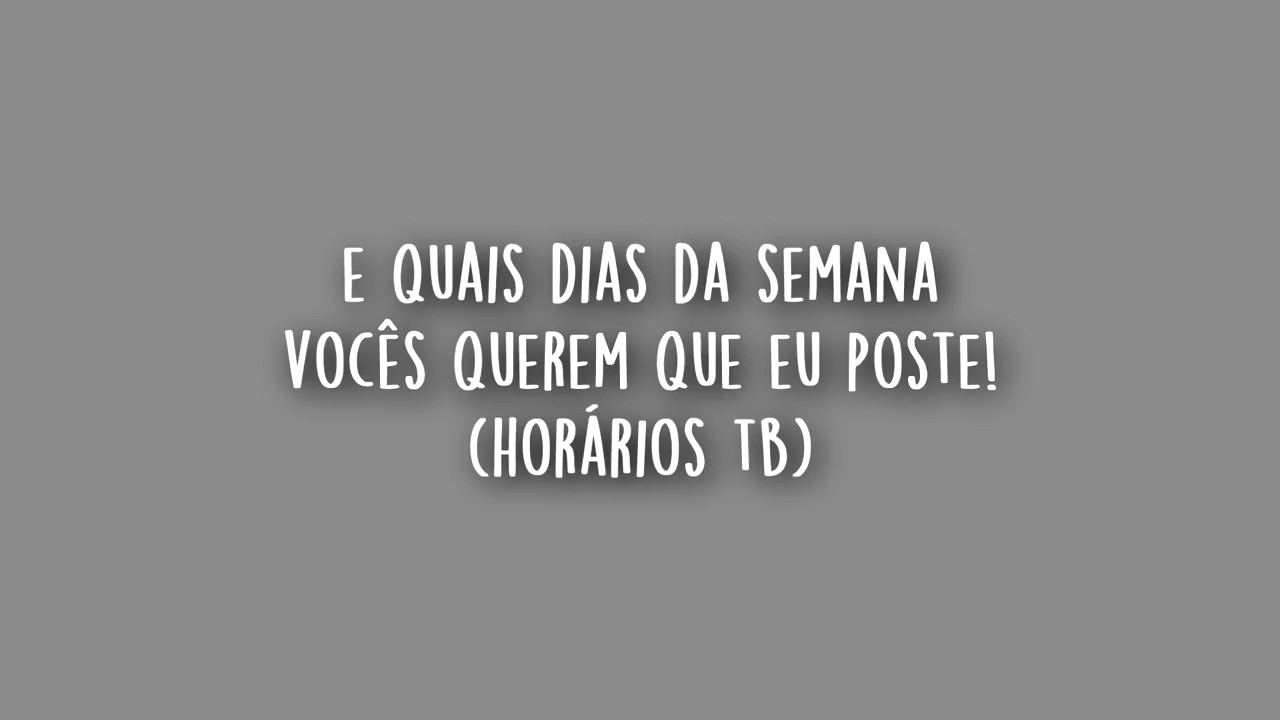 E QUAIS DIAS DA SEMANA
VOCÊS QUEREM QUE EU POSTE!
(HORÁRIOS TB)